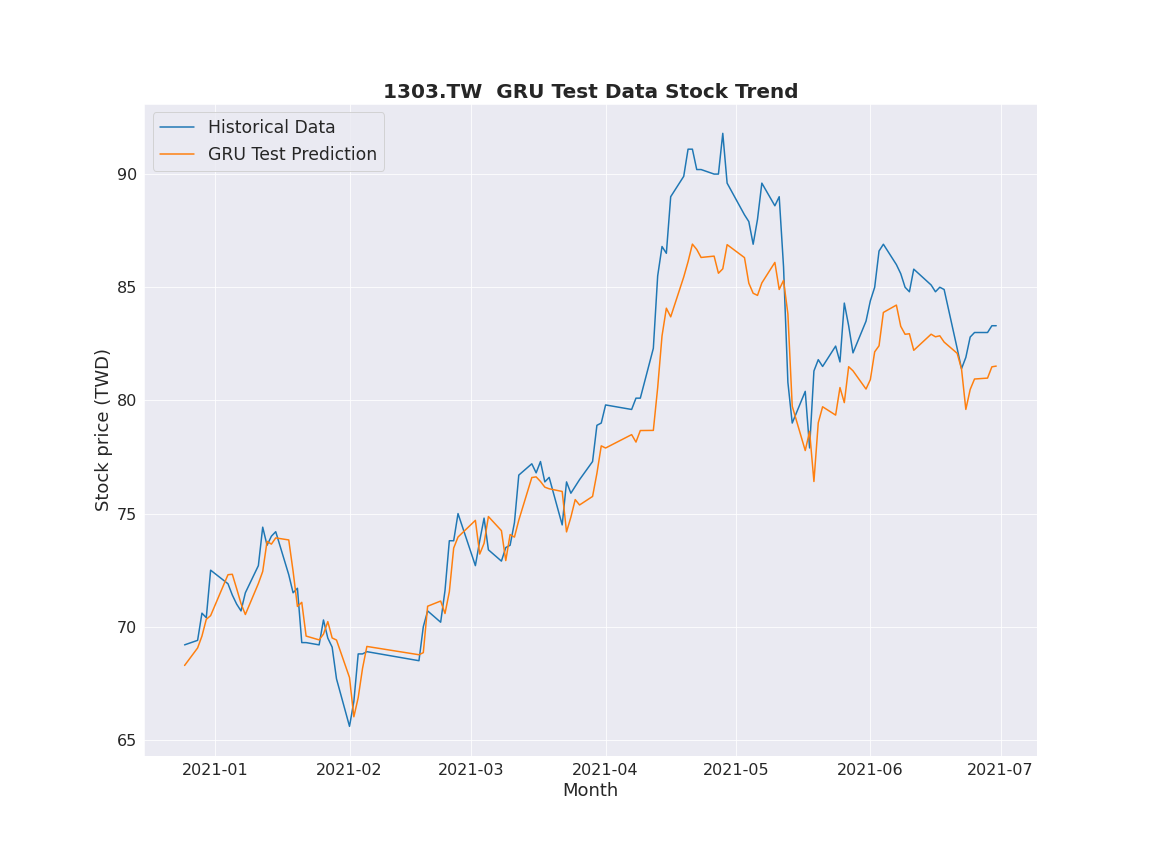 1303.TW  GRU Test Data Stock Trend
Historical Data
GRU Test Prediction
Stock price (TWD)
90
85
80
75
70
65
2021-01 2021-02 2021-03 2021-04 2021-05 2021-06 2021-07
Month